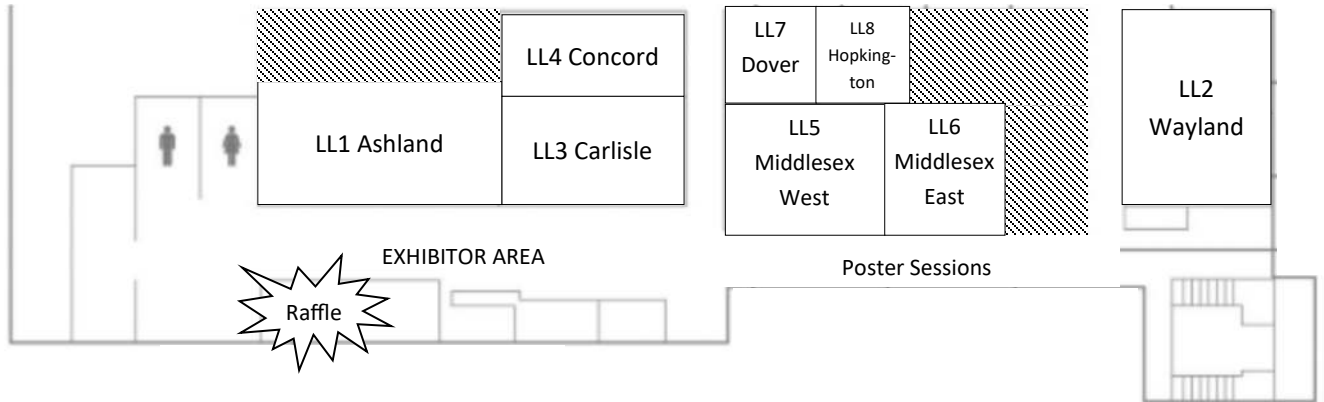 LL1 Ashland
LL4 Concord
LL3 Carlisle
LL7
Dover
LL8
Hopking-
ton
LL5
Middlesex
West
LL6
Middlesex
East
LL2
Wayland
EXHIBITOR AREA
Poster Sessions
Raffle